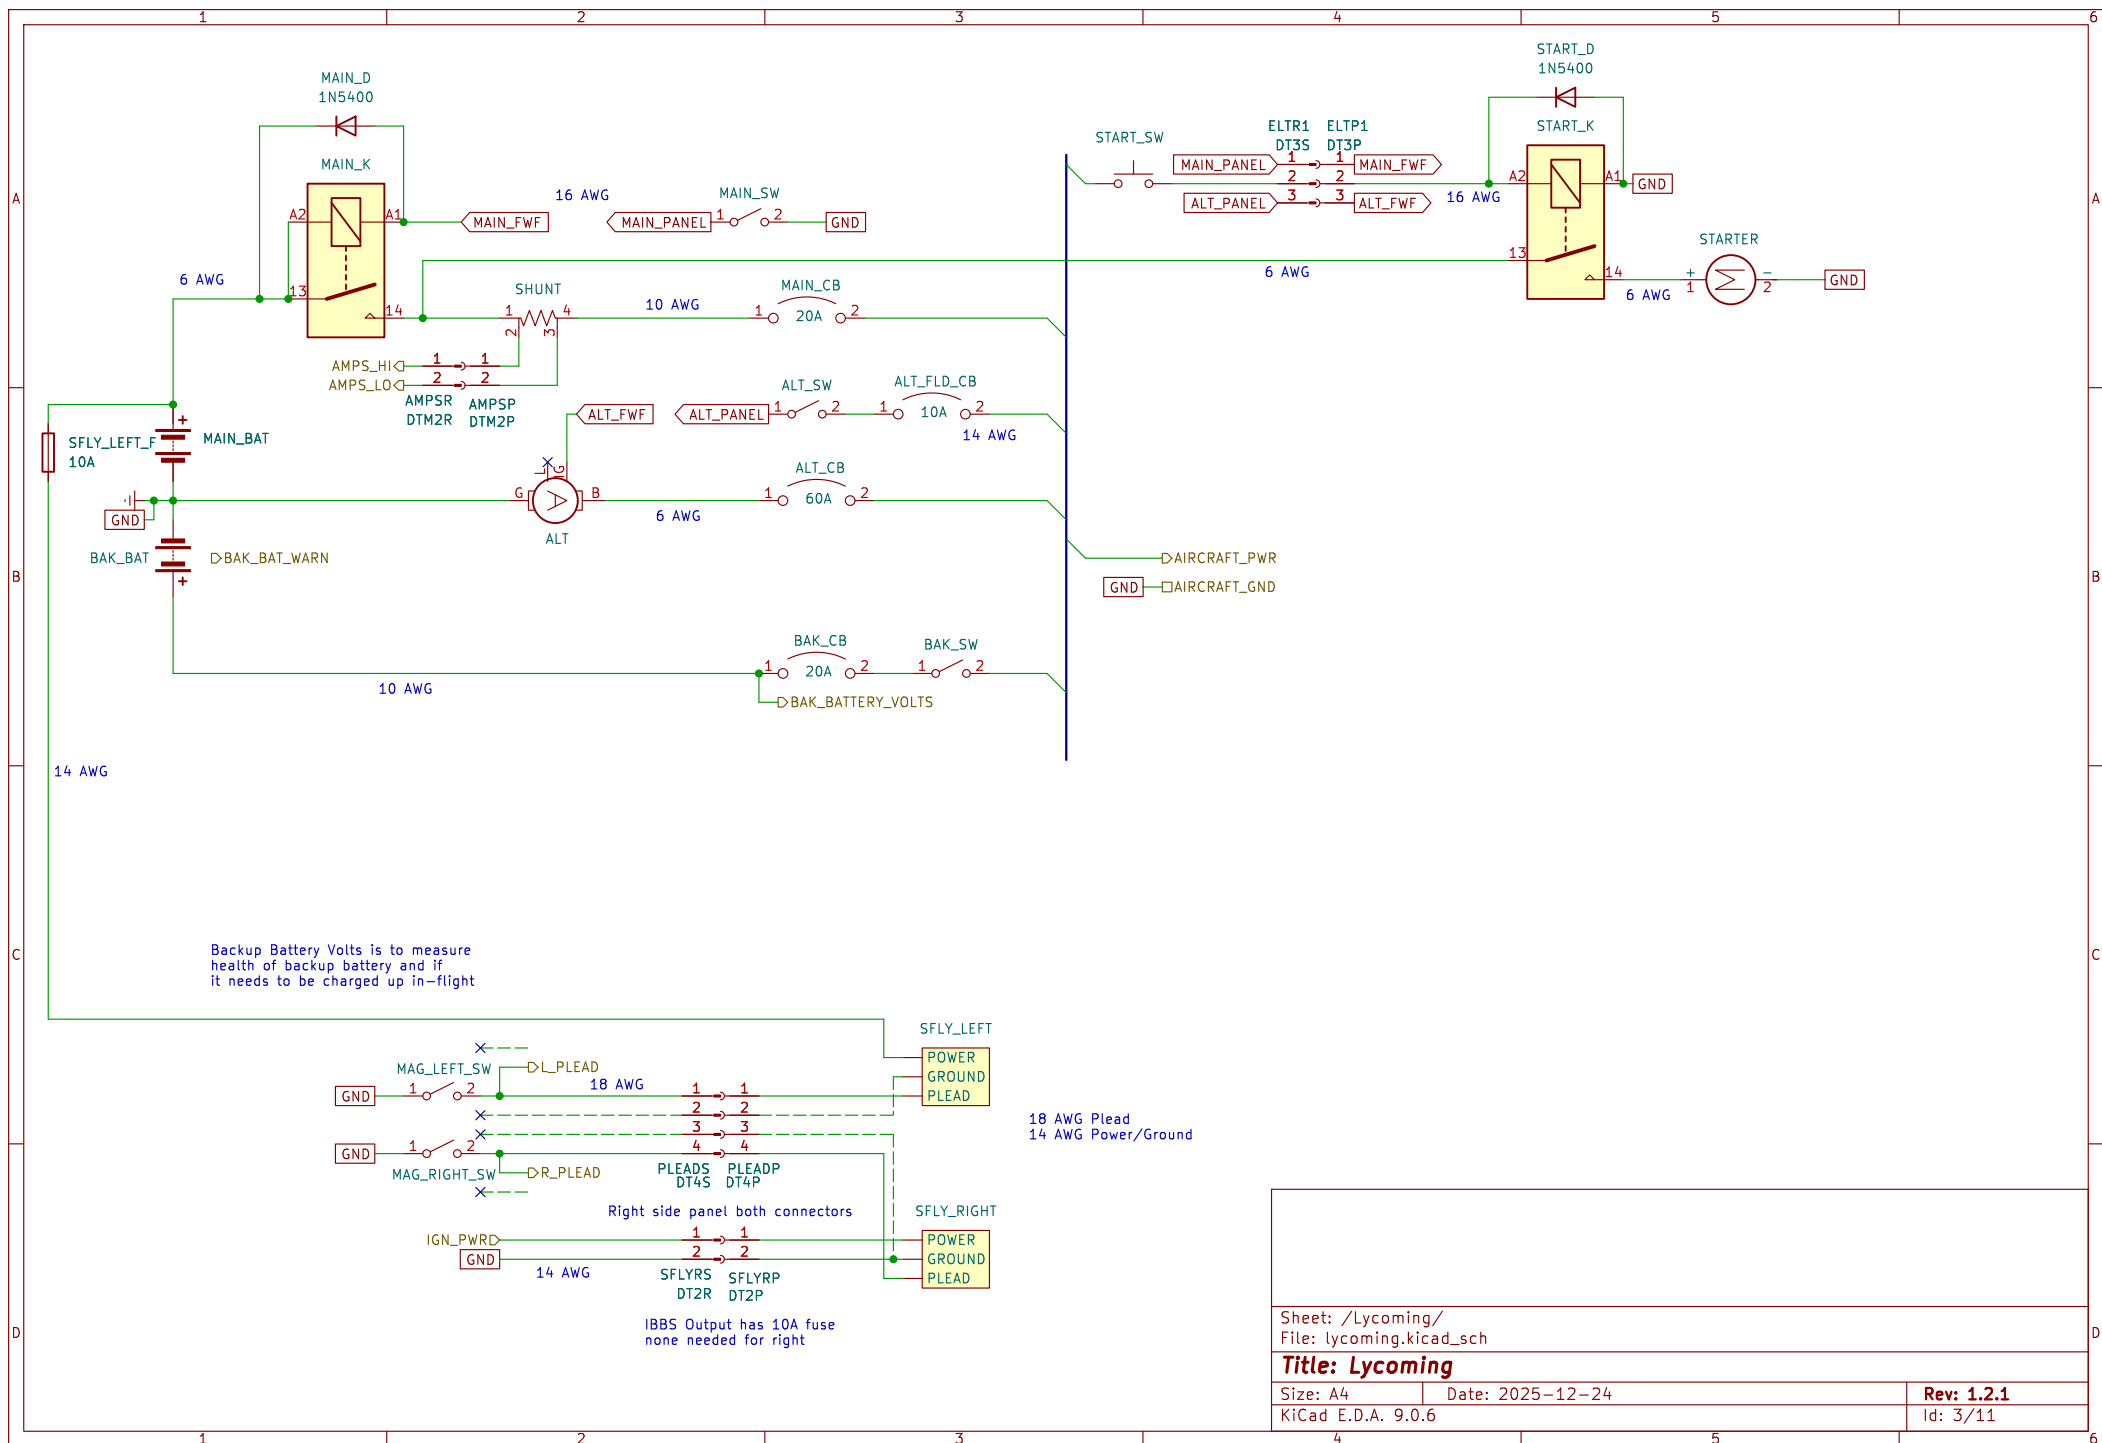 1 2 3 4 5 6
A
B
C
D
MAIN_D
1N5400
MAIN_K
A2 A1
13
14
MAIN_FWF
16 AWG
MAIN_SW
MAIN_PANEL 1 2 GND
6 AWG
SHUNT
1 4
2 3
10 AWG
MAIN_CB
1 20A 2
AMPS_HI 1 1
AMPS_LO 2 2
AMPSR AMPSP
DTM2R DTM2P
START_D
1N5400
START_K
START_SW
ELTR1 ELTP1
DT3S DT3P
MAIN_PANEL 1 1 MAIN_FWF
2 2
ALT_PANEL 3 3 ALT_FWF
16 AWG
A2 A1 GND
13
14
6 AWG
6 AWG
STARTER
+ −
1 2
GND
SFLY_LEFT_F
10A
+
MAIN_BAT
ALT_FWF
ALT_SW
ALT_PANEL 1 2
ALT_FLD_CB
1 10A 2
14 AWG
L IG
G A B
ALT
6 AWG
ALT_CB
1 60A 2
GND
BAK_BAT
+
BAK_BAT_WARN
AIRCRAFT_PWR
GND AIRCRAFT_GND
BAK_CB
1 20A 2
BAK_SW
1 2
10 AWG
BAK_BATTERY_VOLTS
14 AWG
Backup Battery Volts is to measure
health of backup battery and if
it needs to be charged up in-flight
SFLY_LEFT
POWER
GROUND
PLEAD
MAG_LEFT_SW
L_PLEAD
GND 1 2
18 AWG
1 1
2 2
3 3
4 4
GND 1 2
MAG_RIGHT_SW
R_PLEAD
PLEADS PLEADP
DT4S DT4P
18 AWG Plead
14 AWG Power/Ground
Right side panel both connectors
SFLY_RIGHT
POWER
GROUND
PLEAD
IGN_PWR 1 1
GND 2 2
14 AWG
SFLYRS SFLYRP
DT2R DT2P
IBBS Output has 10A fuse
none needed for right
Sheet: /Lycoming/
File: lycoming.kicad_sch
Title: Lycoming
Size: A4 Date: 2025-12-24 Rev: 1.2.1
KiCad E.D.A. 9.0.6 Id: 3/11
A
B
C
D
1 2 3 4 5 6